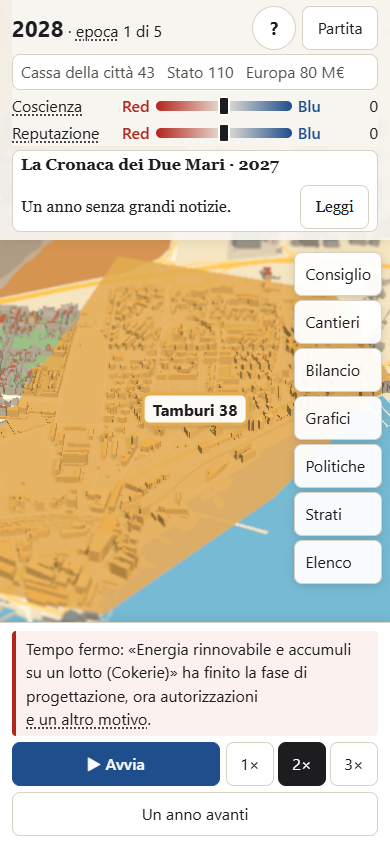 2028 · epoca 1 di 5
?
Partita
Cassa della città 43 Stato 110 Europa 80 M€
Coscienza Red Blu 0
Reputazione Red Blu 0
La Cronaca dei Due Mari · 2027
Un anno senza grandi notizie.
Leggi
Consiglio
Cantieri
Bilancio
Tamburi 38
Grafici
Politiche
Strati
Elenco
Tempo fermo: «Energia rinnovabile e accumuli
su un lotto (Cokerie)» ha finito la fase di
progettazione, ora autorizzazioni
e un altro motivo.
▶ Avvia
1×
2×
3×
Un anno avanti